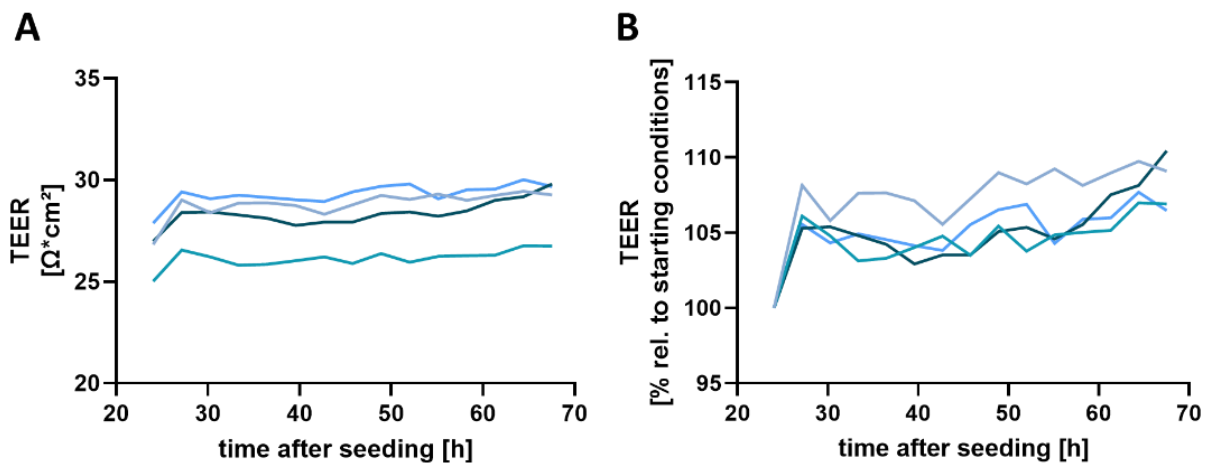 A
TEER
[Ω*cm²]
35
30
25
20
20 30 40 50 60 70
time after seeding [h]
B
TEER
[% rel. to starting conditions]
115
110
105
100
95
20 30 40 50 60 70
time after seeding [h]